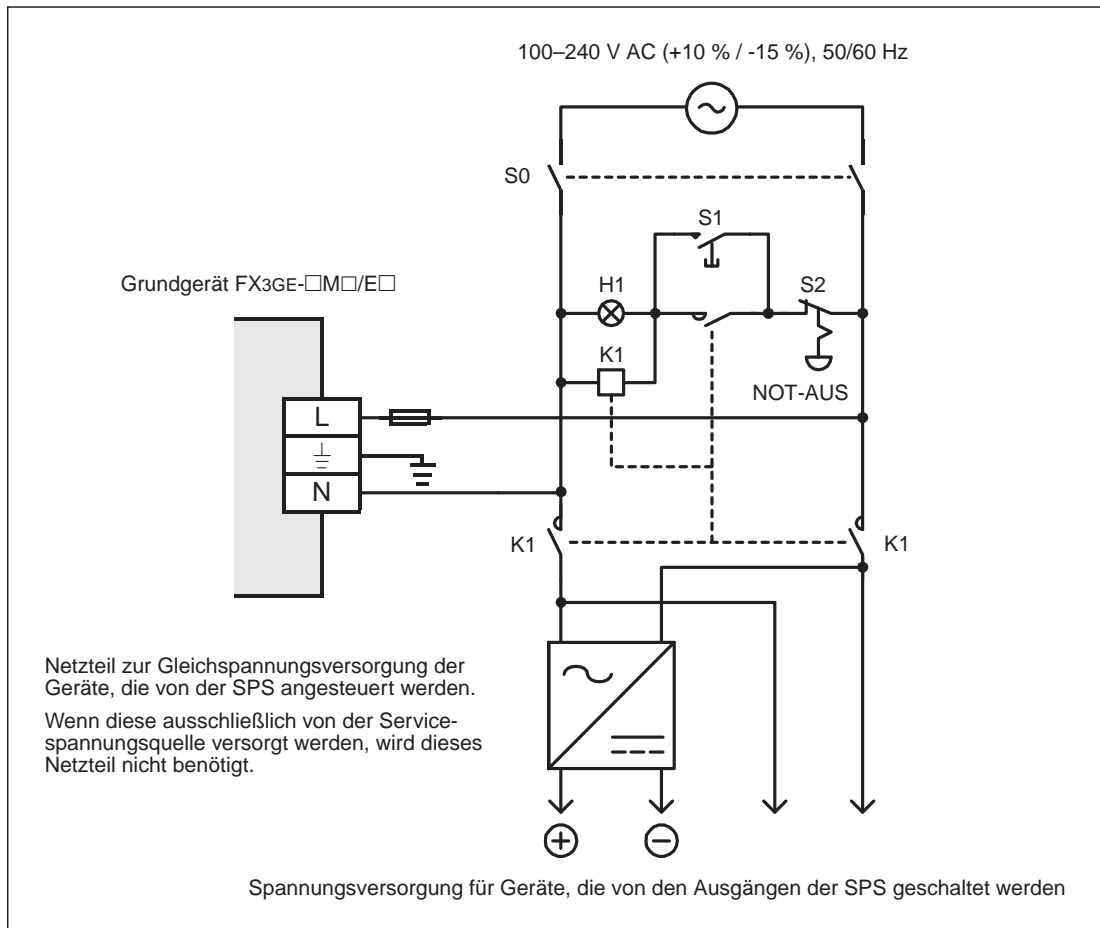 100–240 V AC (+10 % / -15 %), 50/60 Hz
S0
S1
Grundgerät FX3GE-□M□/E□
H1
S2
K1
NOT-AUS
L
N
K1
K1
Netzteil zur Gleichspannungsversorgung der
Geräte, die von der SPS angesteuert werden.
Wenn diese ausschließlich von der Service-
spannungsquelle versorgt werden, wird dieses
Netzteil nicht benötigt.
Spannungsversorgung für Geräte, die von den Ausgängen der SPS geschaltet werden